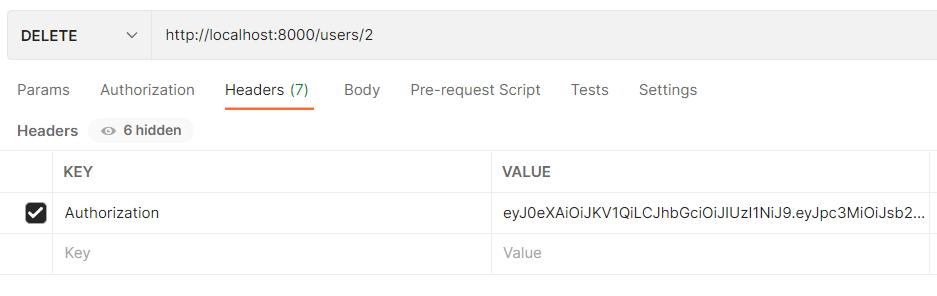 DELETE http://localhost:8000/users/2
Params Authorization Headers (7) Body Pre-request Script Tests Settings
Headers 6 hidden
KEY VALUE
Authorization eyJ0eXAiOiJKV1QiLCJhbGciOiJIUzI1NiJ9.eyJpc3MiOiJsb2...
Key Value